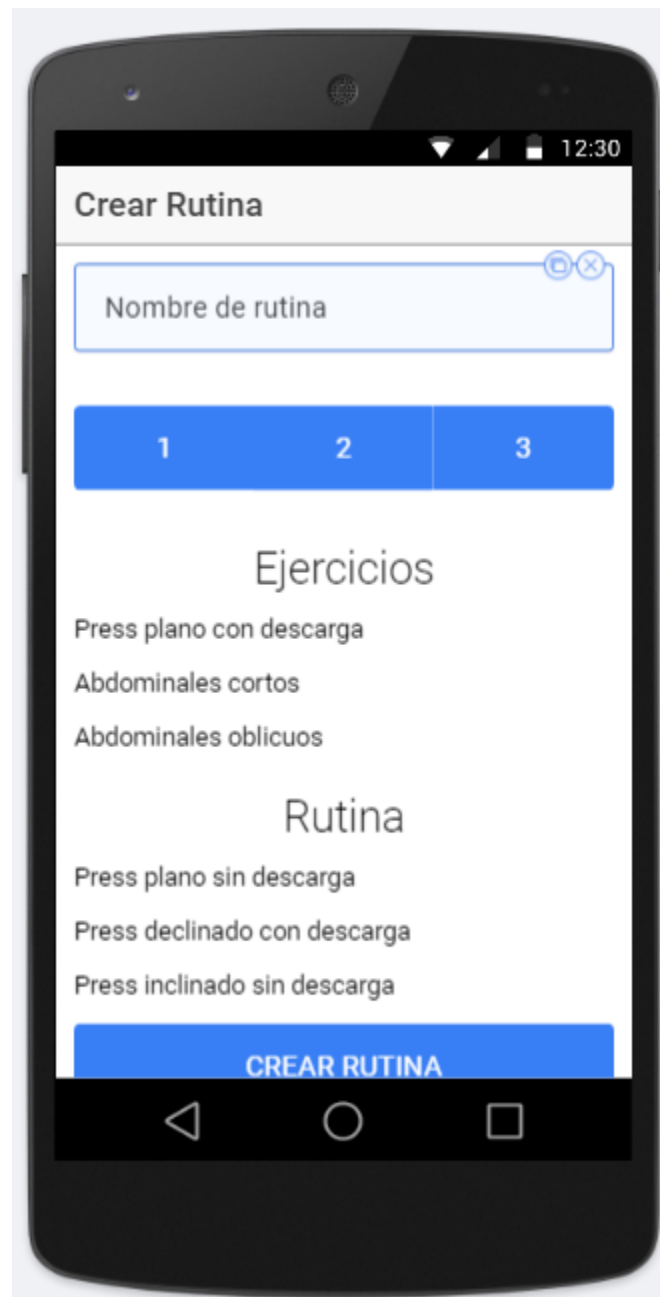 12:30
Crear Rutina
Nombre de rutina
1 2 3
Ejercicios
Press plano con descarga
Abdominales cortos
Abdominales oblicuos
Rutina
Press plano sin descarga
Press declinado con descarga
Press inclinado sin descarga
CREAR RUTINA